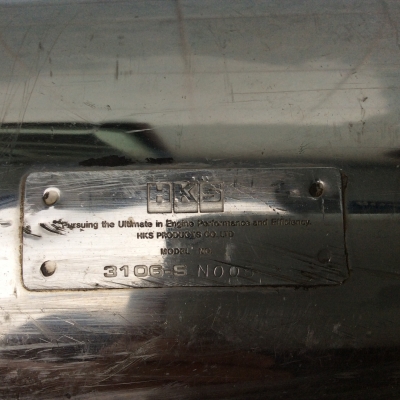 HKS
Pursuing the Ultimate in Engine Performance and Efficiency.
HKS PRODUCTS CO. LTD.
MODEL No
3106-S N00